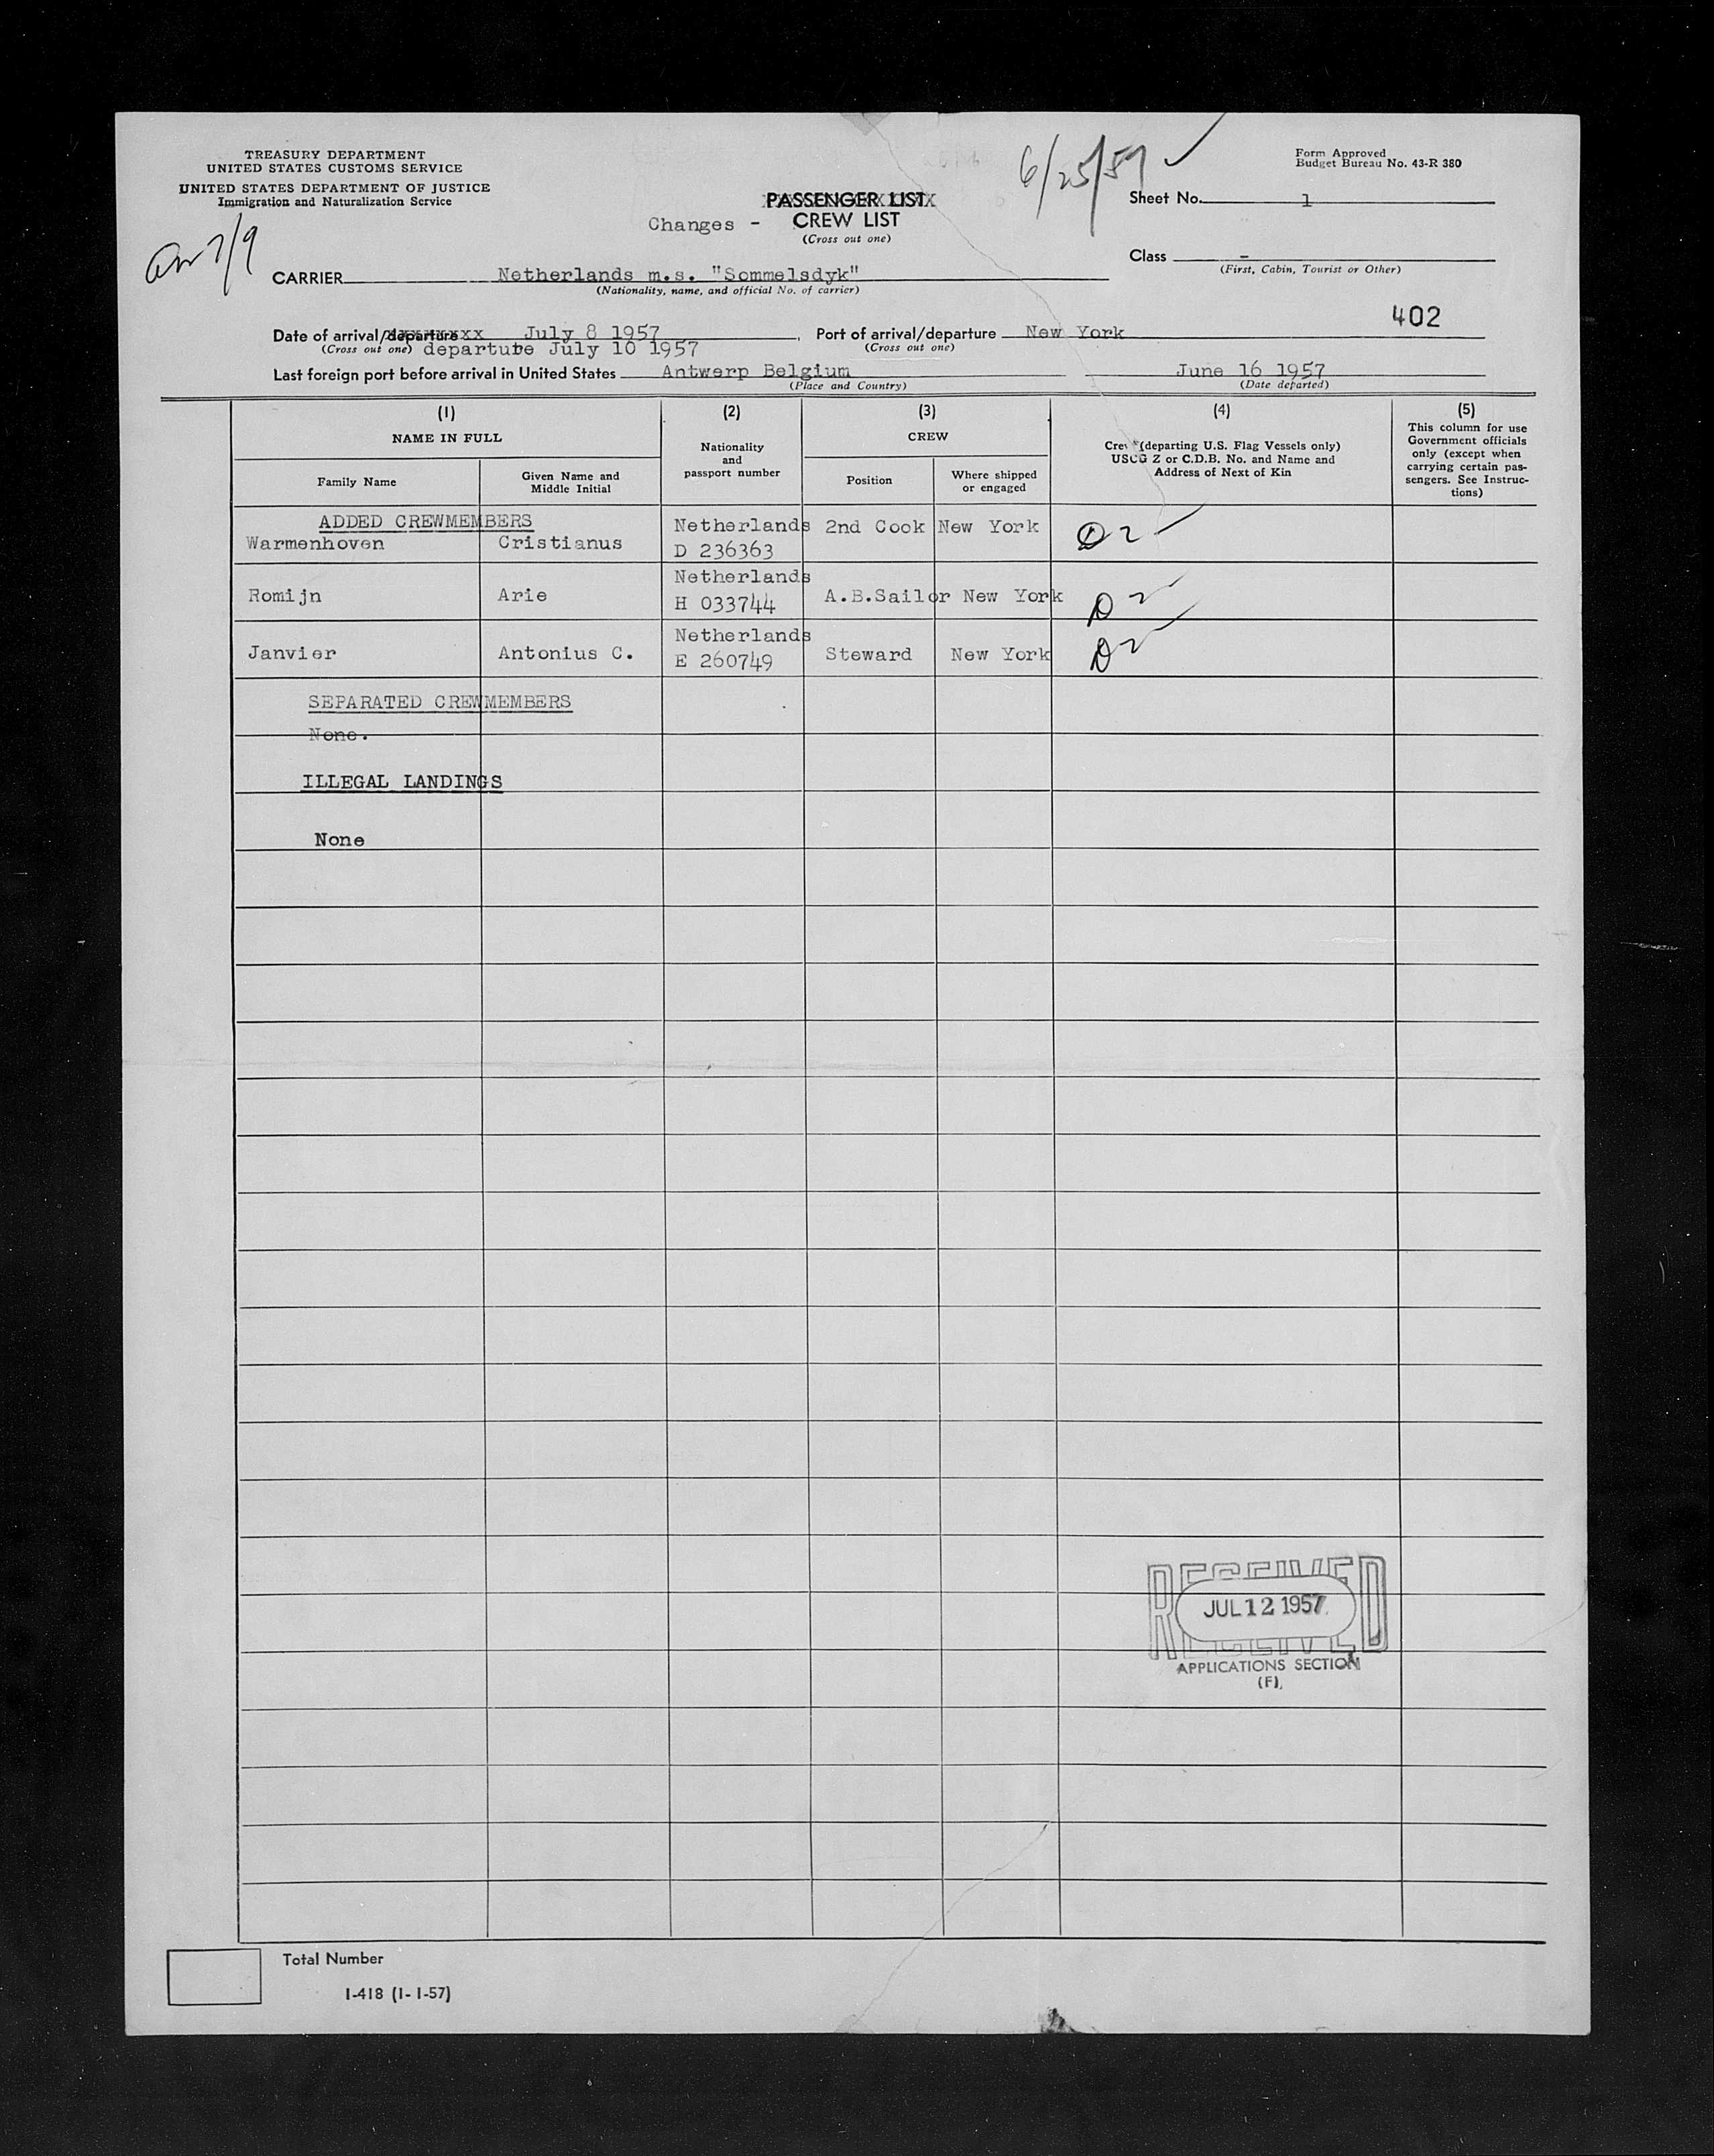 TREASURY DEPARTMENT
UNITED STATES CUSTOMS SERVICE
UNITED STATES DEPARTMENT OF JUSTICE
Immigration and Naturalization Service
7/9
6/25/57
Form Approved
Budget Bureau No. 43-R 380
PASSENGER LIST
Changes - CREW LIST
(Cross out one)
Sheet No. 1
Class -
(First, Cabin, Tourist or Other)
CARRIER Netherlands m.s. "Sommelsdyk"
(Nationality, name, and official No. of carrier)
402
Date of arrival/departure July 8 1957, Port of arrival/departure New York
(Cross out one) departute July 10 1957 (Cross out one)
Last foreign port before arrival in United States Antwerp Belgium June 16 1957
(Place and Country) (Date departed)
(1) (2) (3) (4) (5)
NAME IN FULL
Family Name
Given Name and
Middle Initial
Nationality
and
passport number
CREW
Position
Where shipped
or engaged
Crew (departing U.S. Flag Vessels only)
USCG Z or C.D.B. No. and Name and
Address of Next of Kin
This column for use
Government officials
only (except when
carrying certain pas-
sengers. See Instruc-
tions)
ADDED CREWMEMBERS
Warmenhoven Cristianus Netherlands D 236363 2nd Cook New York D2
Romijn Arie Netherlands H 033744 A.B.Sailor New York D2
Janvier Antonius C. Netherlands E 260749 Steward New York D2
SEPARATED CREWMEMBERS
None.
ILLEGAL LANDINGS
None
RECEIVED
JUL 12 1957
RECEIVED
APPLICATIONS SECTION
(F)
Total Number
I-418 (1-1-57)